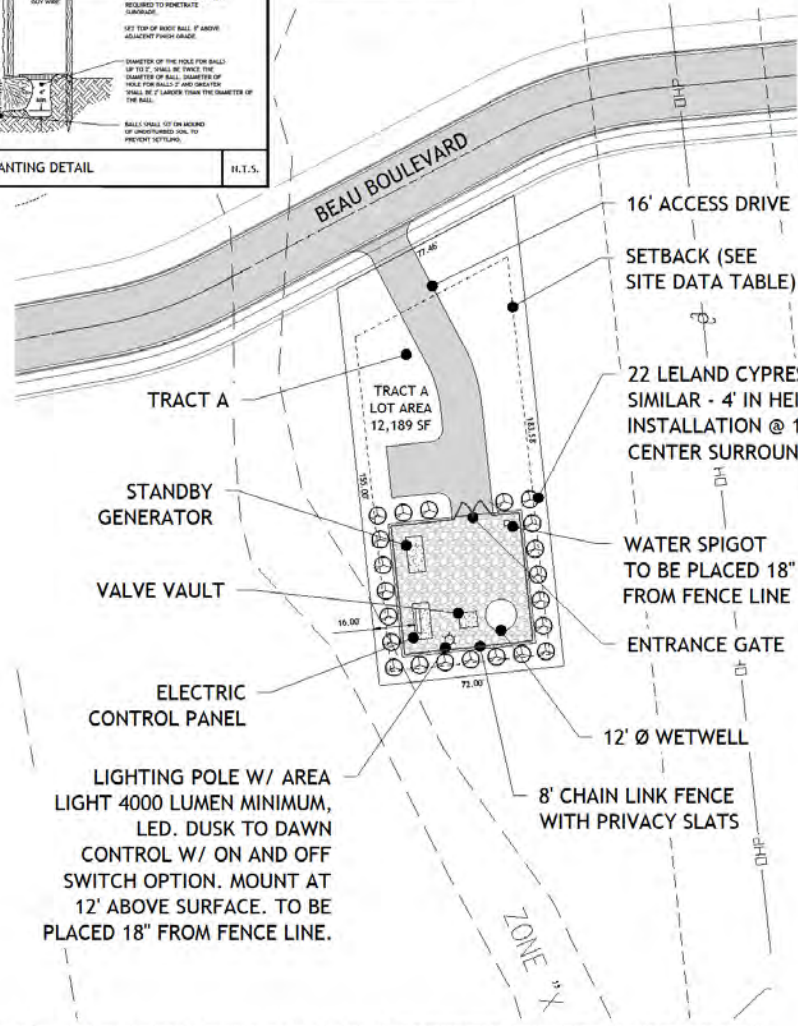 GUY WIRE
REQUIRED TO PENETRATE
SUBGRADE.
SET TOP OF ROOT BALL
ABOVE
ADJACENT FINISH GRADE.
DIAMETER OF THE HOLE FOR BALLS
UP TO 2', SHALL BE TWICE THE
DIAMETER OF BALL. DIAMETER OF
HOLE FOR BALLS 2' AND GREATER
SHALL BE 2' LARGER THAN THE DIAMETER OF
THE BALL.
BALLS SHALL SIT ON MOUND
OF UNDISTURBED SOIL TO
PREVENT SETTLING.
ANTING DETAIL
N.T.S.
BEAU BOULEVARD
OHP
16' ACCESS DRIVE
77.46'
SETBACK (SEE
SITE DATA TABLE)
TRACT A
TRACT A
LOT AREA
12,189 SF
22 LELAND CYPRES
SIMILAR - 4' IN HEI
INSTALLATION @ 1
CENTER SURROUN
183.58'
155.00'
OH
STANDBY
GENERATOR
WATER SPIGOT
TO BE PLACED 18"
FROM FENCE LINE
VALVE VAULT
16.00'
ENTRANCE GATE
72.00'
ELECTRIC
CONTROL PANEL
12' Ø WETWELL
8' CHAIN LINK FENCE
WITH PRIVACY SLATS
LIGHTING POLE W/ AREA
LIGHT 4000 LUMEN MINIMUM,
LED. DUSK TO DAWN
CONTROL W/ ON AND OFF
SWITCH OPTION. MOUNT AT
12' ABOVE SURFACE. TO BE
PLACED 18" FROM FENCE LINE.
OHP
ZONE "X